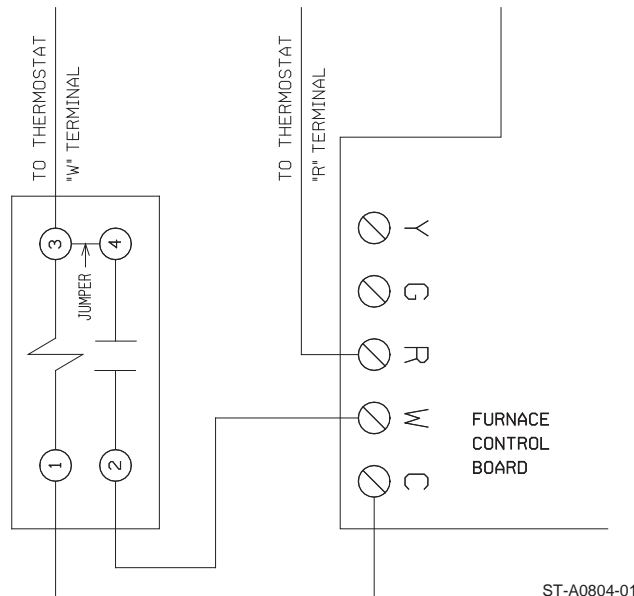 TO THERMOSTAT
"W" TERMINAL
TO THERMOSTAT
"R" TERMINAL
3
4
JUMPER
1
2
Y
G
R
W
C
FURNACE
CONTROL
BOARD
ST-A0804-01